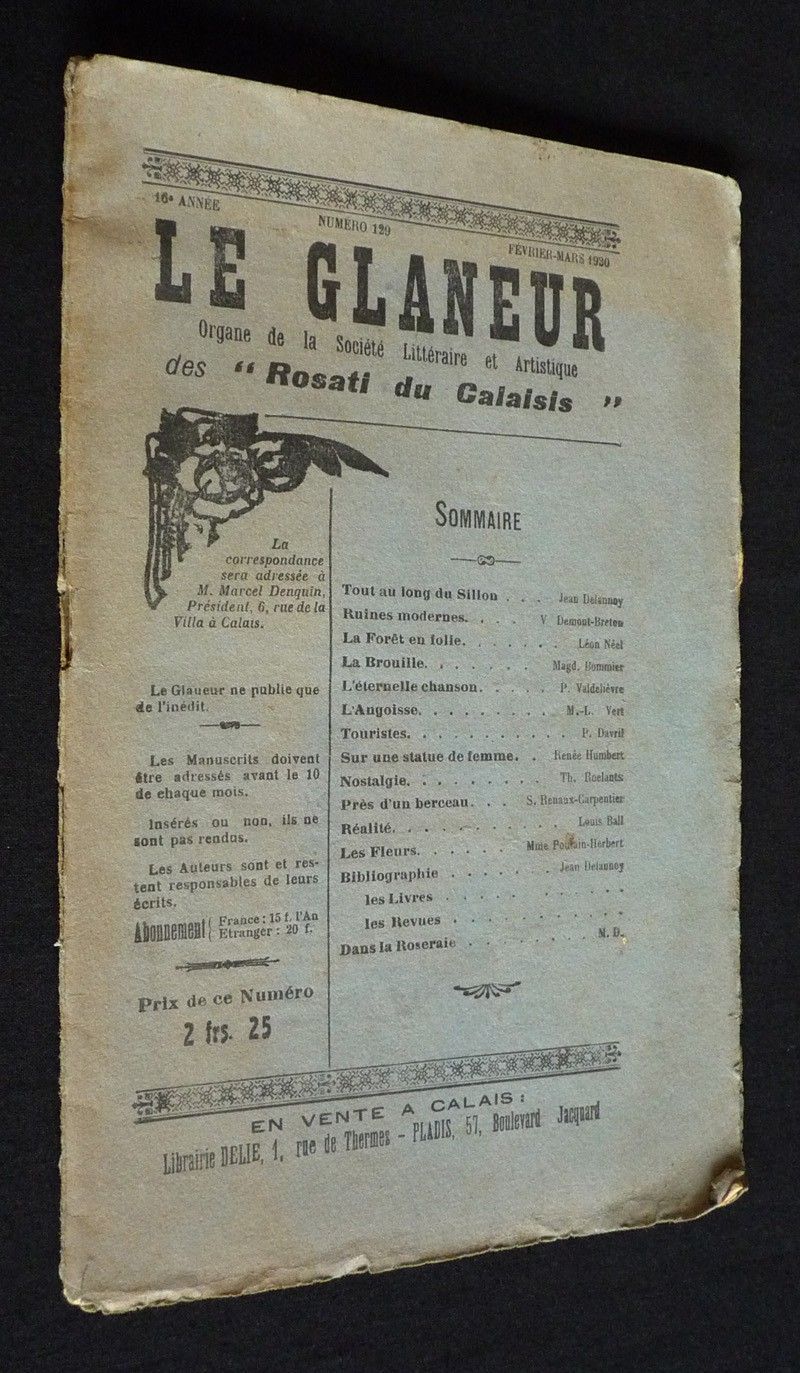 16e ANNÉE
NUMÉRO 129
FÉVRIER-MARS 1930
LE GLANEUR
Organe de la Société Littéraire et Artistique
des " Rosati du Calaisis "
La
correspondance
sera adressée à
M. Marcel Denquin,
Président, 6, rue de la
Villa à Calais.
Le Glaneur ne publie que
de l'inédit.
Les Manuscrits doivent
être adressés avant le 10
de chaque mois.
Insérés ou non, ils ne
sont pas rendus.
Les Auteurs sont et res-
tent responsables de leurs
écrits.
Abonnement { France : 15 f. l'An
Etranger : 20 f.
Prix de ce Numéro
2 frs. 25
SOMMAIRE
Tout au long du Sillon . . . Jean Delannoy
Ruines modernes. . . . V Demont-Breton
La Forêt en folie. . . . . . . Léon Néel
La Brouille. . . . . . . Magd. Bommier
L'éternelle chanson. . . . . P. Valdelièvre
L'Angoisse. . . . . . . . . M.-L. Vert
Touristes. . . . . . . . . . P. Davril
Sur une statue de femme. . Renée Humbert
Nostalgie. . . . . . . . . Th. Roelants
Près d'un berceau. . . S. Renaux-Carpentier
Réalité. . . . . . . . . . . Louis Ball
Les Fleurs. . . . . . Mme Poulain-Herbert
Bibliographie . . . . . . Jean Delannoy
les Livres . . . . . . . . .
les Revues . . . . . . . . .
Dans la Roseraie . . . . . . . M. D.
EN VENTE A CALAIS :
Librairie DELIE, 1, rue de Thermes - PLADIS, 57, Boulevard Jacquard